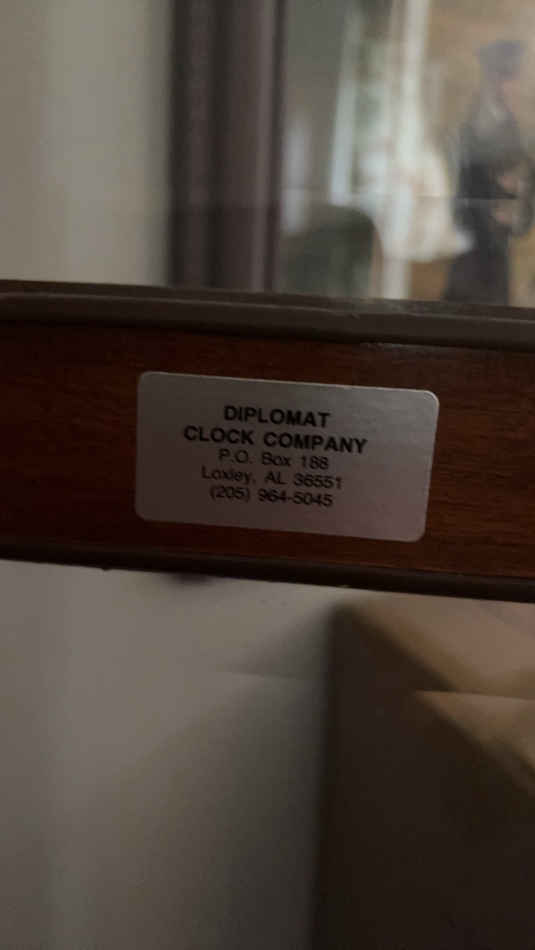 DIPLOMAT
CLOCK COMPANY
P.O. Box 188
Loxley, AL 36551
(205) 964-5045